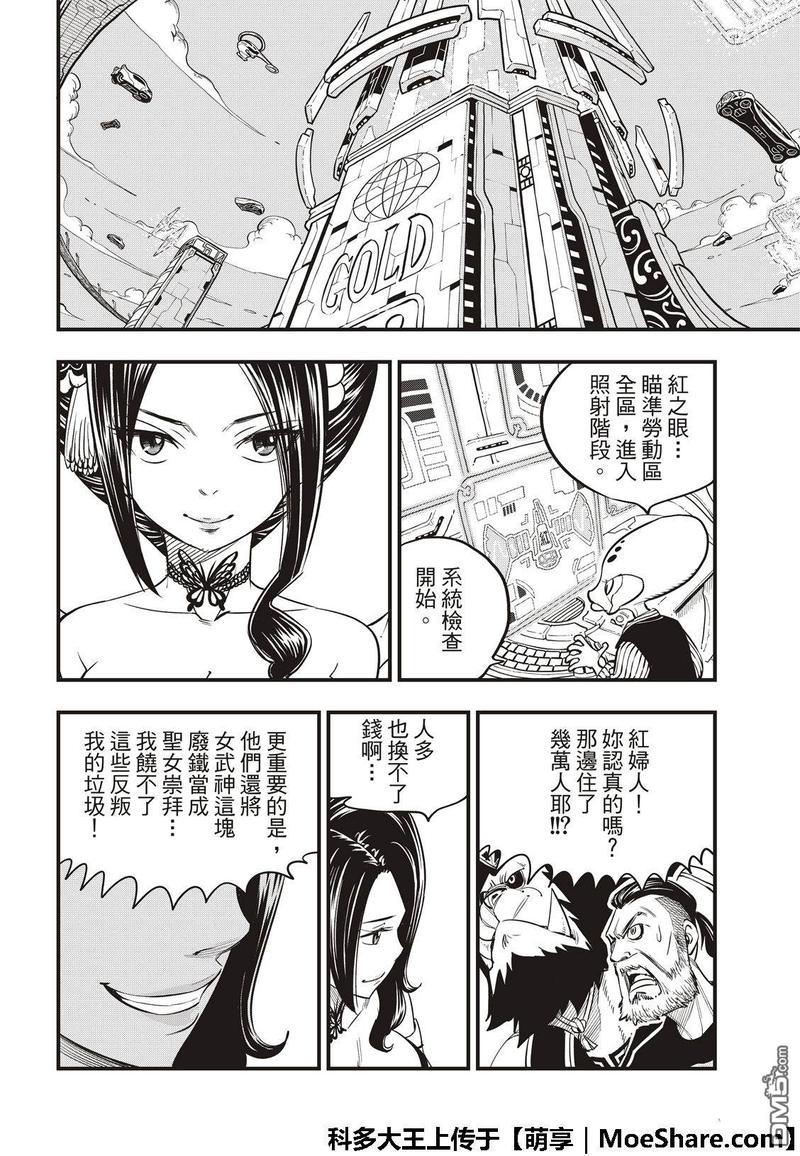 GOLD
紅之眼…
瞄準勞動區
全區，進入
照射階段。
系統檢查
開始。
紅婦人！
妳認真的嗎？
那邊住了
幾萬人耶!!?
人多
也換不了
錢啊…
更重要的是，
他們還將
女武神這塊
廢鐵當成
聖女崇拜…
我饒不了
這些反叛
我的垃圾！
DM5.com
科多大王上传于【萌享｜MoeShare.com】